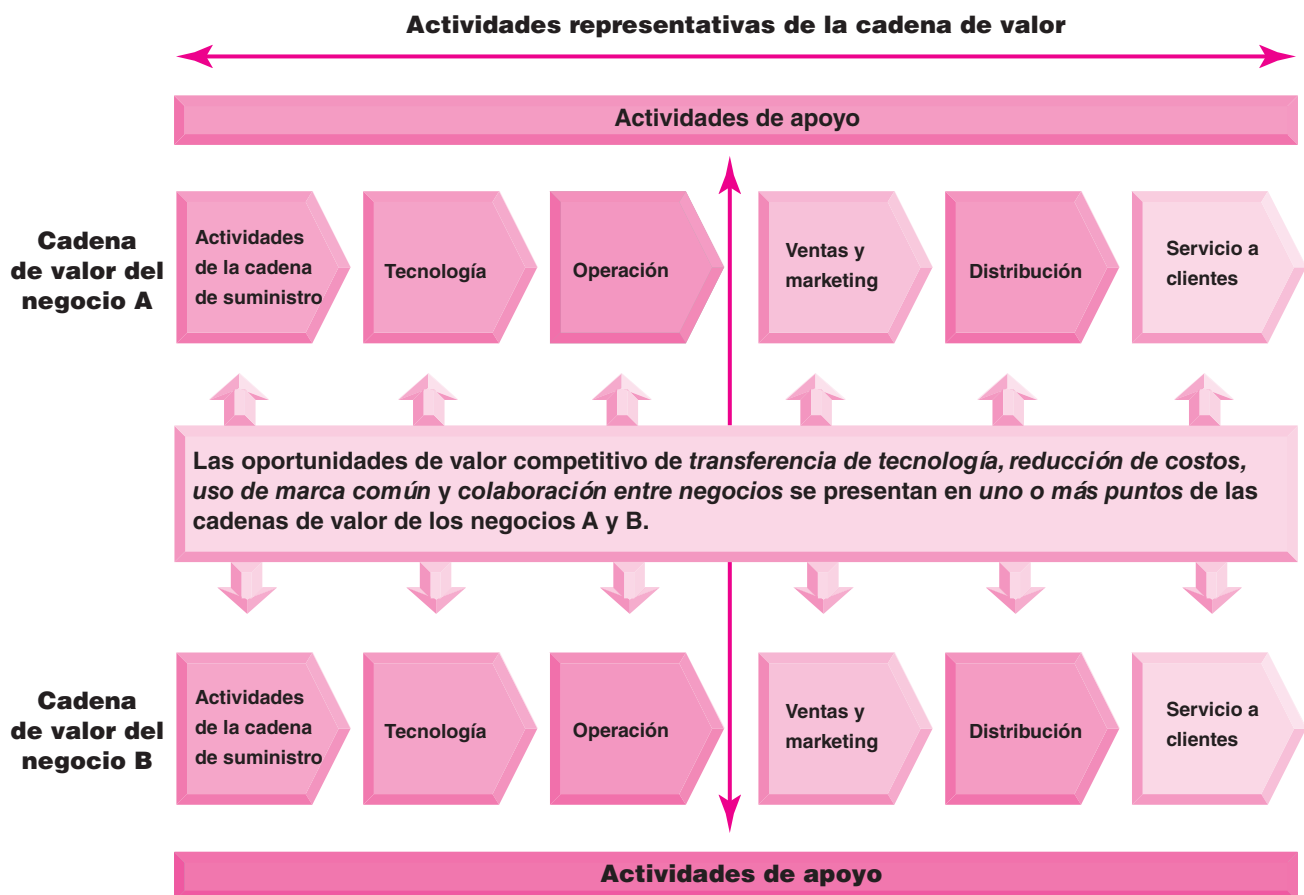 Actividades representativas de la cadena de valor
Actividades de apoyo
Cadena
de valor del
negocio A
Actividades
de la cadena
de suministro
Tecnología
Operación
Ventas y
marketing
Distribución
Servicio a
clientes
Las oportunidades de valor competitivo de transferencia de tecnología, reducción de costos,
uso de marca común y colaboración entre negocios se presentan en uno o más puntos de las
cadenas de valor de los negocios A y B.
Cadena
de valor del
negocio B
Actividades
de la cadena
de suministro
Tecnología
Operación
Ventas y
marketing
Distribución
Servicio a
clientes
Actividades de apoyo